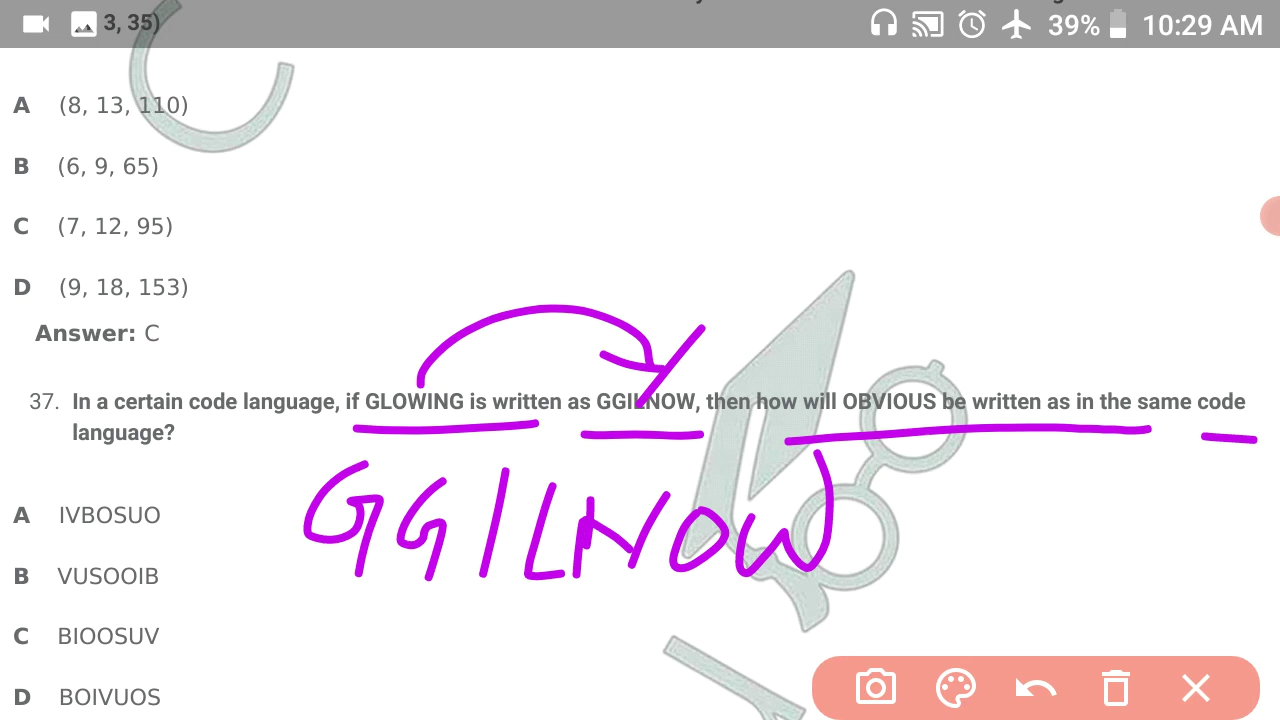 3, 35)
39% 10:29 AM
A (8, 13, 110)
B (6, 9, 65)
C (7, 12, 95)
D (9, 18, 153)
Answer: C
37. In a certain code language, if GLOWING is written as GGILNOW, then how will OBVIOUS be written as in the same code
language?
GGILNOW
A IVBOSUO
B VUSOOIB
C BIOOSUV
D BOIVUOS